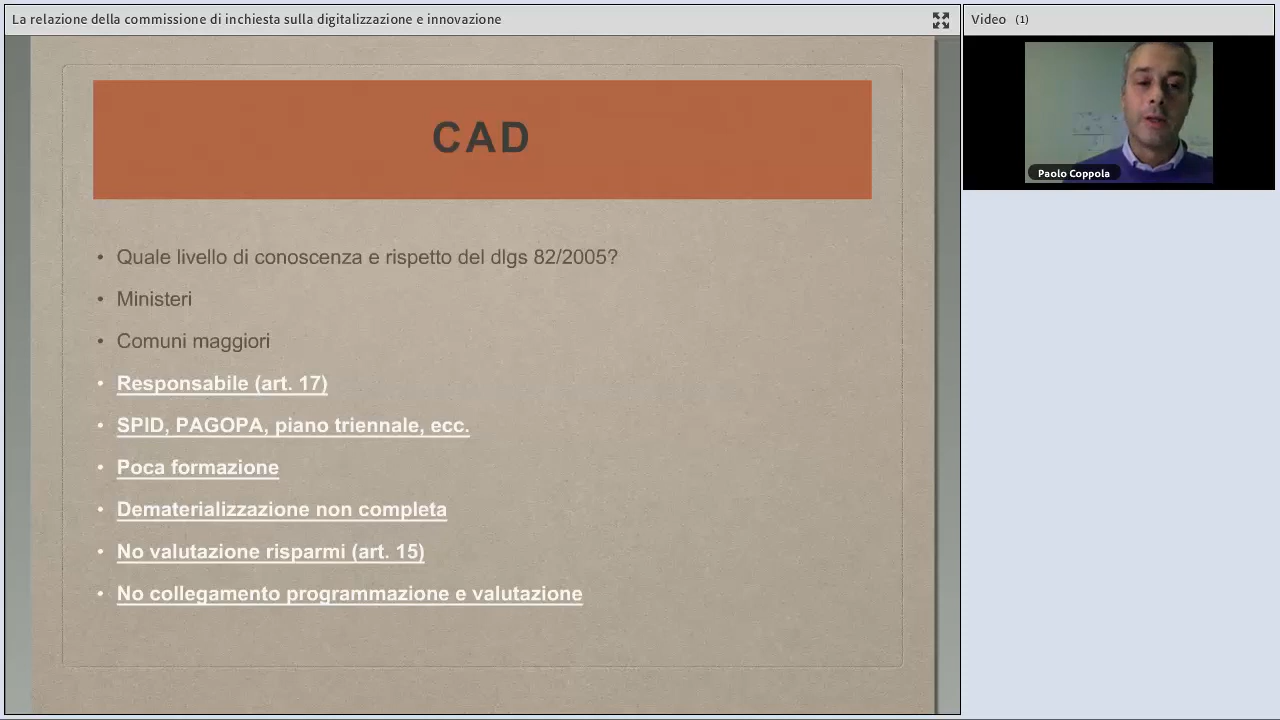 La relazione della commissione di inchiesta sulla digitalizzazione e innovazione
Video (1)
Paolo Coppola
CAD
• Quale livello di conoscenza e rispetto del dlgs 82/2005?
• Ministeri
• Comuni maggiori
• Responsabile (art. 17)
• SPID, PAGOPA, piano triennale, ecc.
• Poca formazione
• Dematerializzazione non completa
• No valutazione risparmi (art. 15)
• No collegamento programmazione e valutazione